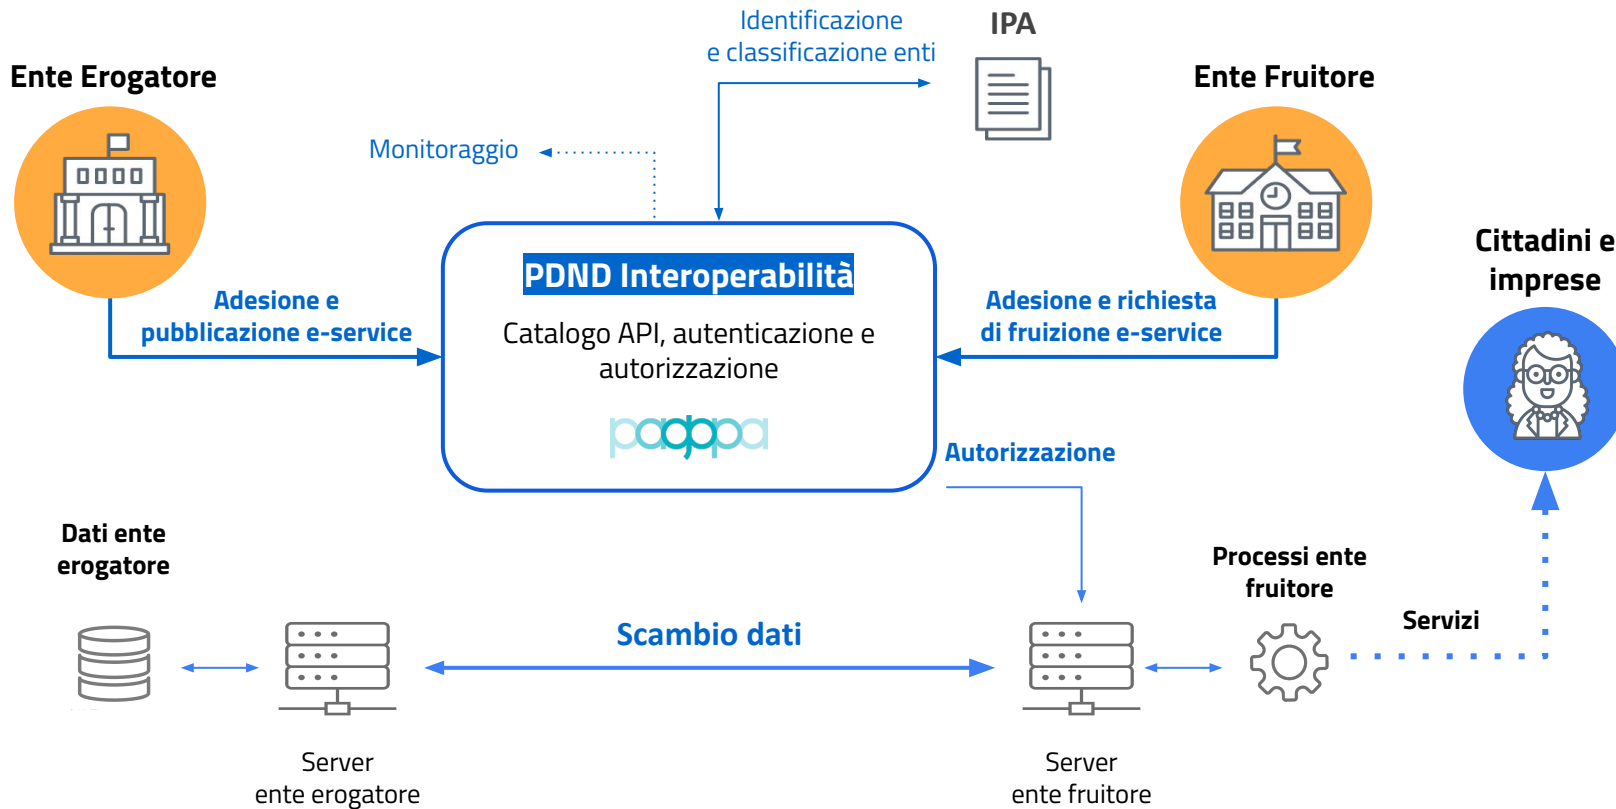 Identificazione
e classificazione enti
IPA
Ente Erogatore
Ente Fruitore
Monitoraggio
Cittadini e
imprese
PDND Interoperabilità
Adesione e
pubblicazione e-service
Adesione e richiesta
di fruizione e-service
Catalogo API, autenticazione e
autorizzazione
pagopa
Autorizzazione
Dati ente
erogatore
Processi ente
fruitore
Scambio dati
Servizi
Server
ente erogatore
Server
ente fruitore